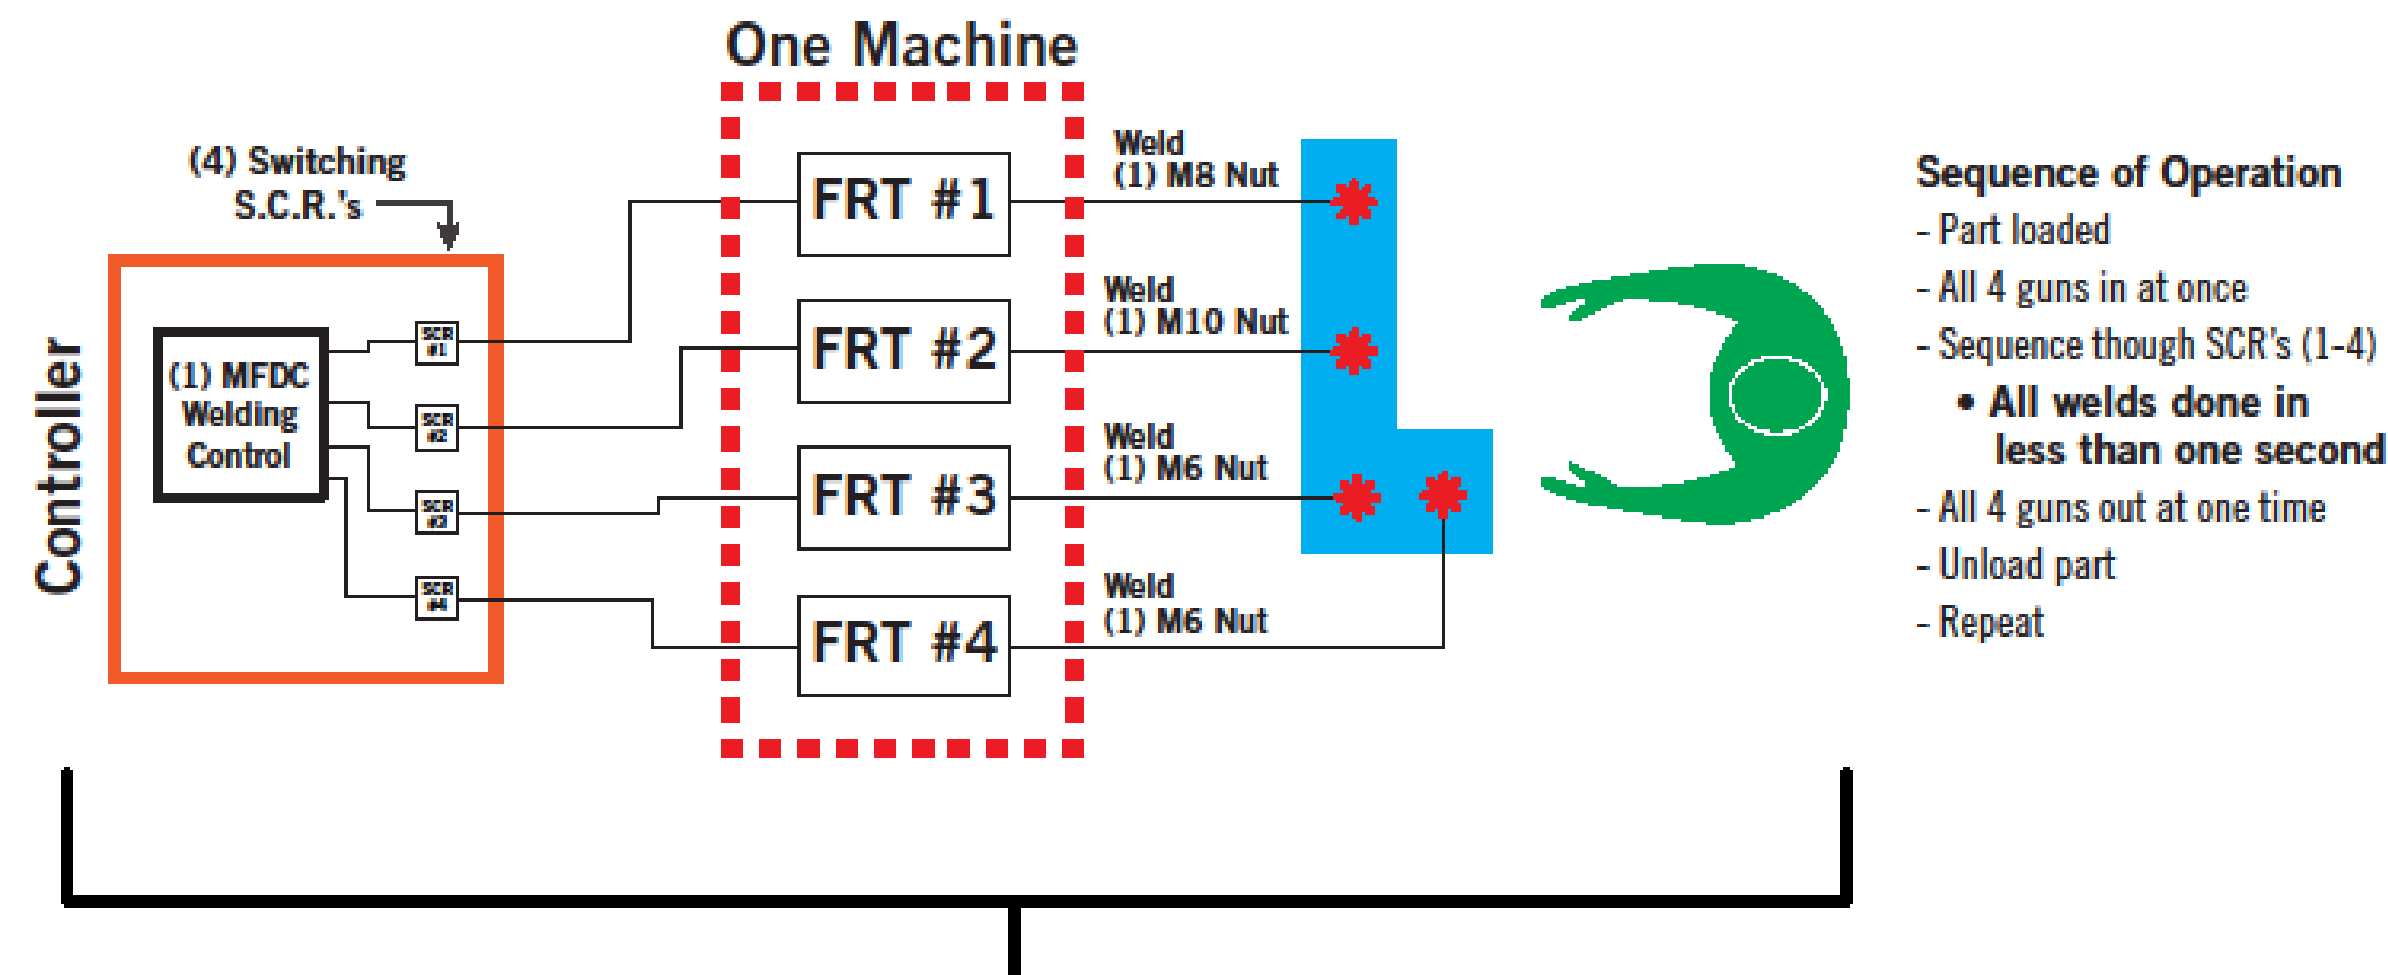 One Machine
(4) Switching
S.C.R.'s
Controller
(1) MFDC
Welding
Control
SCR
#1
SCR
#2
SCR
#3
SCR
#4
FRT #1
FRT #2
FRT #3
FRT #4
Weld
(1) M8 Nut
Weld
(1) M10 Nut
Weld
(1) M6 Nut
Weld
(1) M6 Nut
Sequence of Operation
- Part loaded
- All 4 guns in at once
- Sequence though SCR's (1-4)
• All welds done in
less than one second
- All 4 guns out at one time
- Unload part
- Repeat